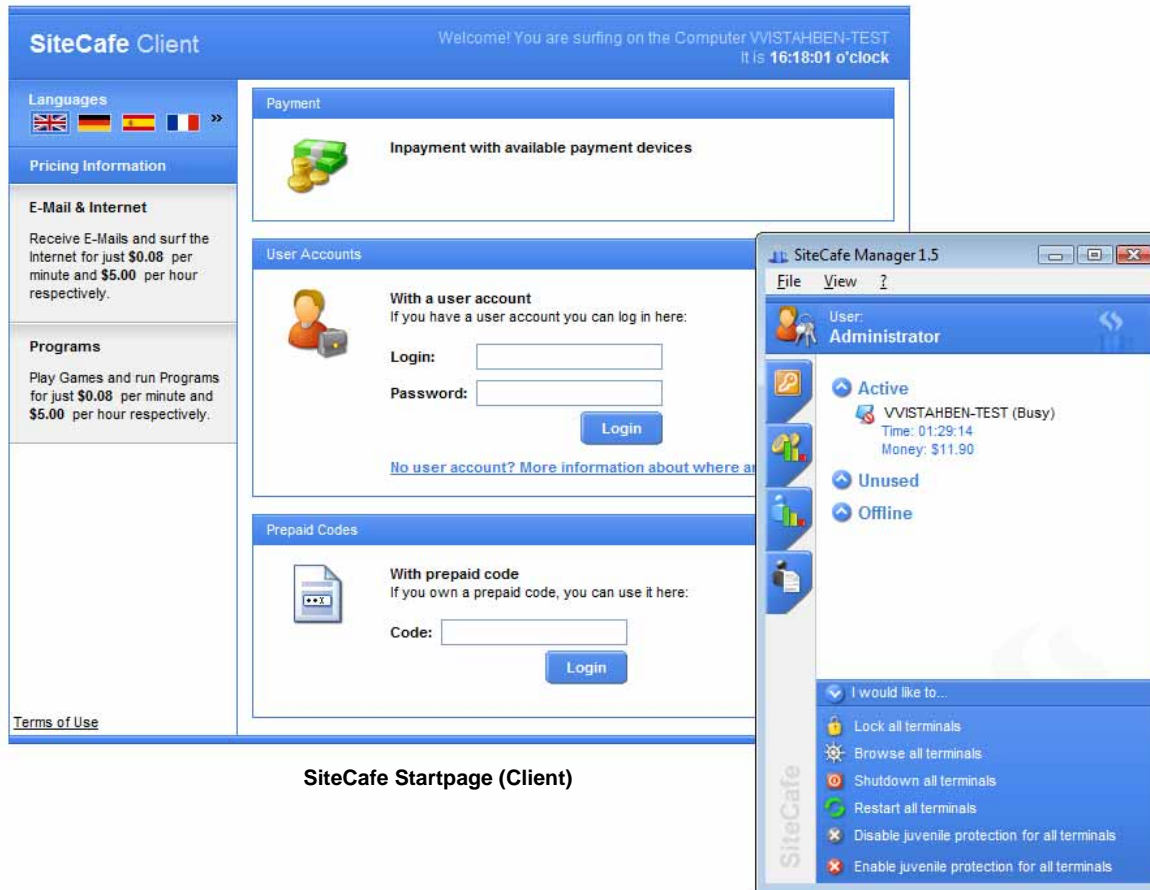 SiteCafe Client
Welcome! You are surfing on the Computer VVISTAHBEN-TEST
It is 16:18:01 o'clock
Languages
»
Pricing Information
E-Mail & Internet
Receive E-Mails and surf the
Internet for just $0.08 per
minute and $5.00 per hour
respectively.
Programs
Play Games and run Programs
for just $0.08 per minute and
$5.00 per hour respectively.
Terms of Use
Payment
Inpayment with available payment devices
User Accounts
With a user account
If you have a user account you can log in here:
Login:
Password:
Login
No user account? More information about where
Prepaid Codes
With prepaid code
If you own a prepaid code, you can use it here:
Code:
Login
SiteCafe Startpage (Client)
SiteCafe Manager 1.5
File View ?
User:
Administrator
Active
VVISTAHBEN-TEST (Busy)
Time: 01:29:14
Money: $11.90
Unused
Offline
I would like to...
Lock all terminals
Browse all terminals
Shutdown all terminals
Restart all terminals
Disable juvenile protection for all terminals
Enable juvenile protection for all terminals
SiteCafe